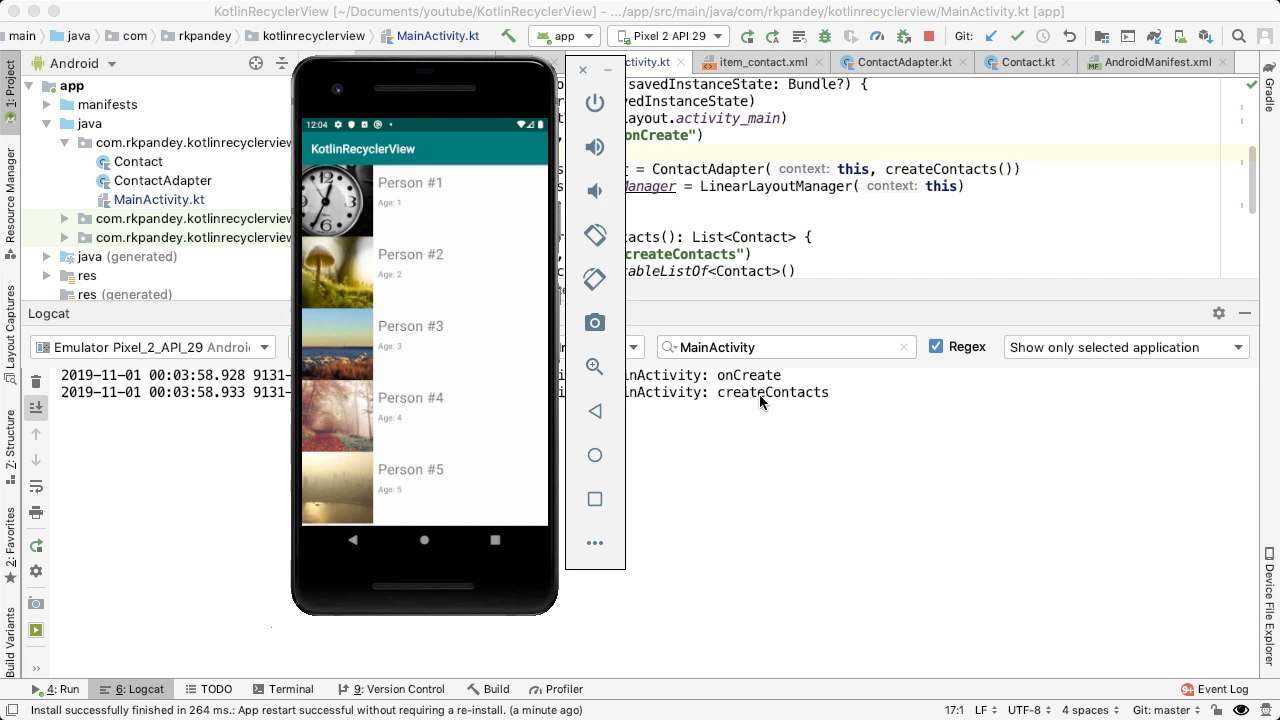 KotlinRecyclerView [~/Documents/youtube/KotlinRecyclerView] - .../app/src/main/java/com/rkpandey/kotlinrecyclerview/MainActivity.kt [app]
main java com rkpandey kotlinrecyclerview MainActivity.kt app Pixel 2 API 29 Git:
Android ctivity.kt item_contact.xml ContactAdapter.kt Contact.kt AndroidManifest.xml
1: Project
Resource Manager
Layout Captures
Z: Structure
2: Favorites
Build Variants
app
manifests
java
com.rkpandey.kotlinrecyclerview
Contact
ContactAdapter
MainActivity.kt
com.rkpandey.kotlinrecyclerview
com.rkpandey.kotlinrecyclerview
java (generated)
res
res (generated)
savedInstanceState: Bundle?) {
vedInstanceState)
ayout.activity_main)
onCreate")
= ContactAdapter( context: this, createContacts())
Manager = LinearLayoutManager( context: this)
acts(): List<Contact> {
createContacts")
ableListOf<Contact>()
Gradle
Device File Explorer
12:04
KotlinRecyclerView
Person #1
Age: 1
Person #2
Age: 2
Person #3
Age: 3
Person #4
Age: 4
Person #5
Age: 5
Logcat
Emulator Pixel_2_API_29 Androi MainActivity Regex Show only selected application
2019-11-01 00:03:58.928 9131- inActivity: onCreate
2019-11-01 00:03:58.933 9131- inActivity: createContacts
4: Run 6: Logcat TODO Terminal 9: Version Control Build Profiler Event Log
Install successfully finished in 264 ms.: App restart successful without requiring a re-install. (a minute ago) 17:1 LF UTF-8 4 spaces Git: master